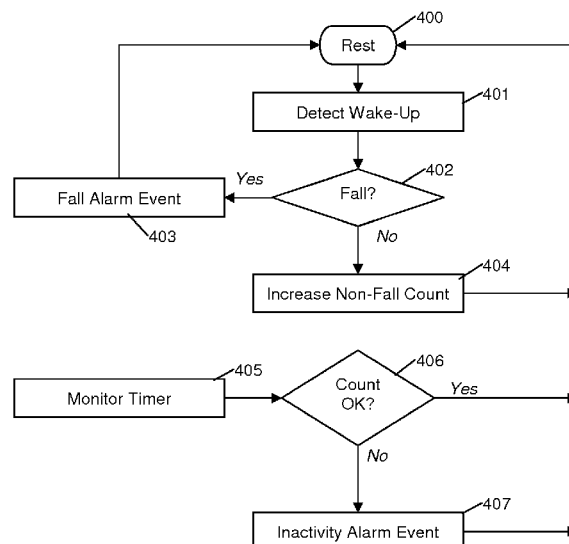 400
Rest
401
Detect Wake-Up
402
Yes
Fall?
Fall Alarm Event
403
No
404
Increase Non-Fall Count
405
406
Monitor Timer
Count
OK?
Yes
No
407
Inactivity Alarm Event